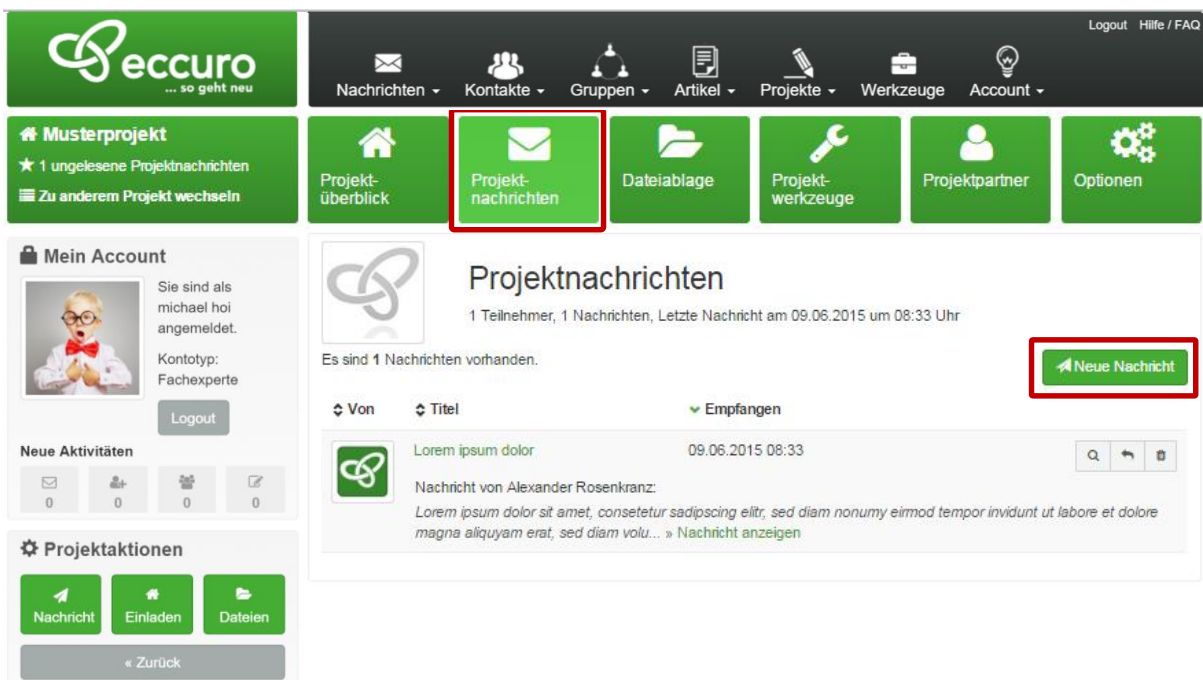 eccuro
... so geht neu
Logout Hilfe / FAQ
Nachrichten Kontakte Gruppen Artikel Projekte Werkzeuge Account
Musterprojekt
1 ungelesene Projektnachrichten
Zu anderem Projekt wechseln
Projekt-
überblick
Projekt-
nachrichten
Dateiablage
Projekt-
werkzeuge
Projektpartner
Optionen
Mein Account
Sie sind als
michael hoi
angemeldet.
Kontotyp:
Fachexperte
Logout
Neue Aktivitäten
0 0 0 0
Projektaktionen
Nachricht Einladen Dateien
« Zurück
Projektnachrichten
1 Teilnehmer, 1 Nachrichten, Letzte Nachricht am 09.06.2015 um 08:33 Uhr
Es sind 1 Nachrichten vorhanden.
Neue Nachricht
Von Titel Empfangen
Lorem ipsum dolor 09.06.2015 08:33
Nachricht von Alexander Rosenkranz:
Lorem ipsum dolor sit amet, consetetur sadipscing elitr, sed diam nonumy eirmod tempor invidunt ut labore et dolore
magna aliquyam erat, sed diam volu... » Nachricht anzeigen